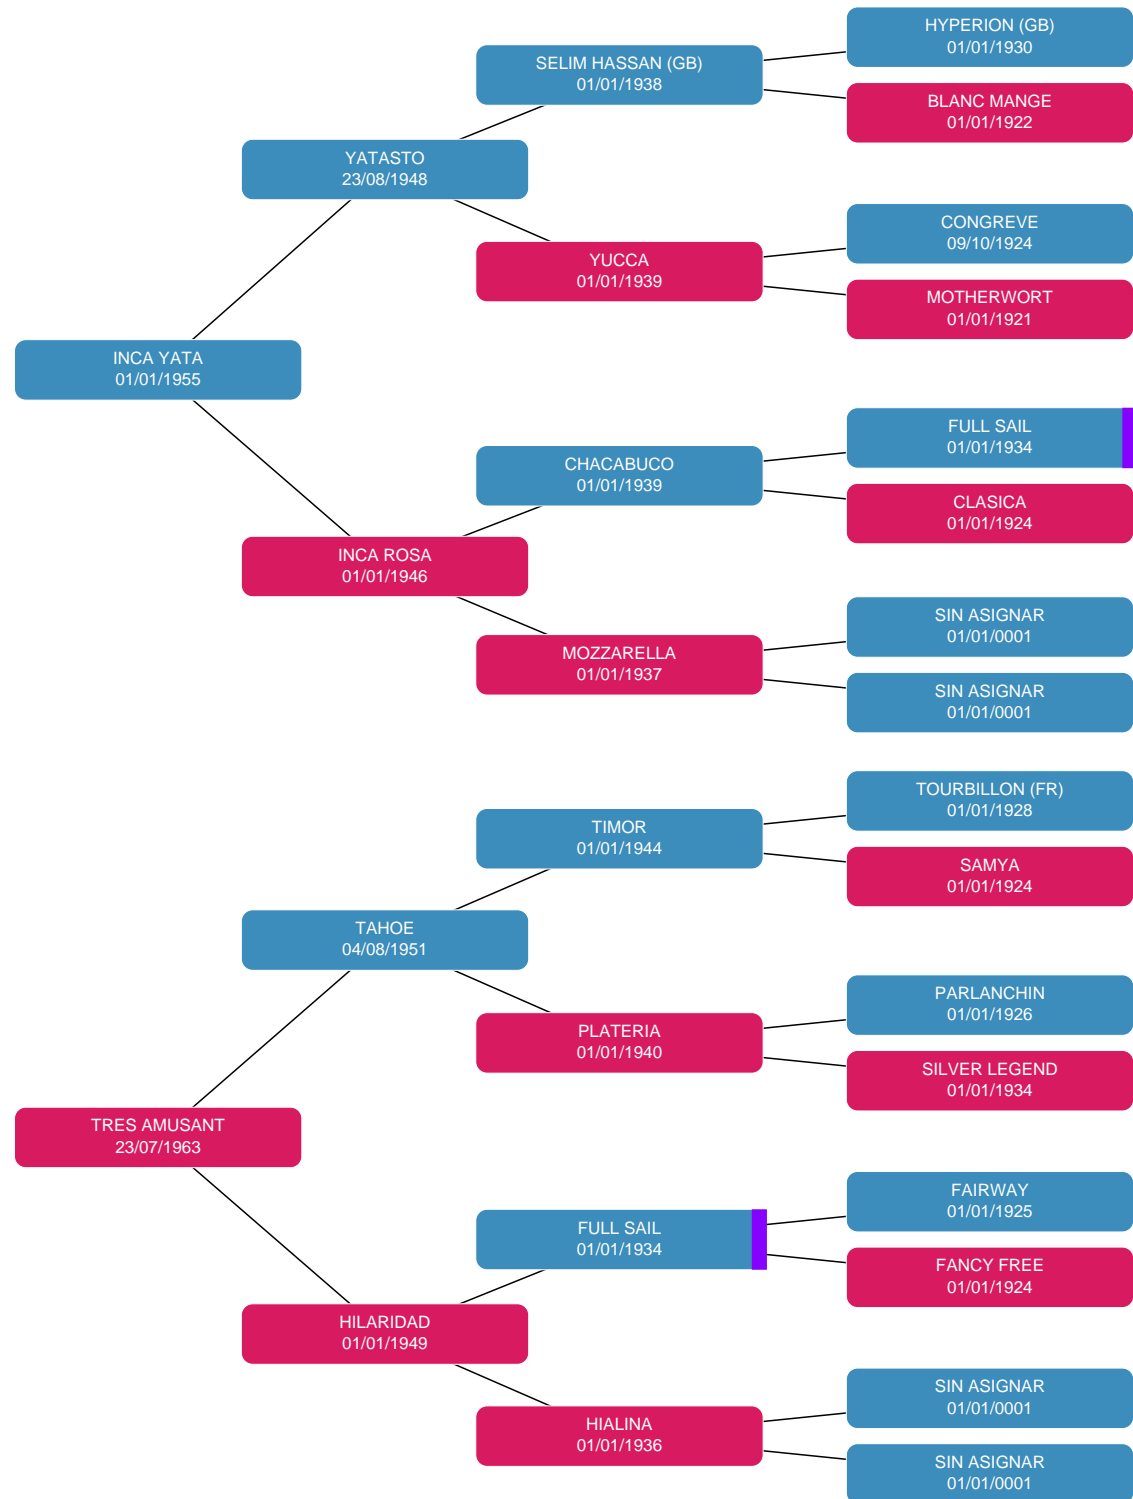 HYPERION (GB)
01/01/1930
SELIM HASSAN (GB)
01/01/1938
BLANC MANGE
01/01/1922
YATASTO
23/08/1948
CONGREVE
09/10/1924
YUCCA
01/01/1939
MOTHERWORT
01/01/1921
INCA YATA
01/01/1955
FULL SAIL
01/01/1934
CHACABUCO
01/01/1939
CLASICA
01/01/1924
INCA ROSA
01/01/1946
SIN ASIGNAR
01/01/0001
MOZZARELLA
01/01/1937
SIN ASIGNAR
01/01/0001
TOURBILLON (FR)
01/01/1928
TIMOR
01/01/1944
SAMYA
01/01/1924
TAHOE
04/08/1951
PARLANCHIN
01/01/1926
PLATERIA
01/01/1940
SILVER LEGEND
01/01/1934
TRES AMUSANT
23/07/1963
FAIRWAY
01/01/1925
FULL SAIL
01/01/1934
FANCY FREE
01/01/1924
HILARIDAD
01/01/1949
SIN ASIGNAR
01/01/0001
HIALINA
01/01/1936
SIN ASIGNAR
01/01/0001